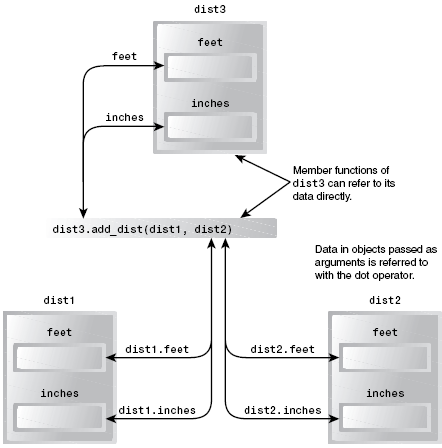 dist3
feet
feet
inches
inches
Member functions of
dist3 can refer to its
data directly.
dist3.add_dist(dist1, dist2)
Data in objects passed as
arguments is referred to
with the dot operator.
dist1
dist2
feet
feet
dist1.feet
dist2.feet
inches
inches
dist1.inches
dist2.inches